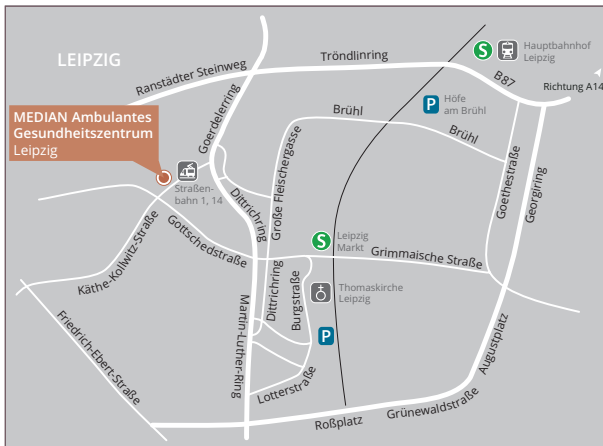 LEIPZIG
Tröndlinring
Ranstädter Steinweg
S
Hauptbahnhof
Leipzig
B87
Richtung A14
P
Höfe
am Brühl
Brühl
Brühl
MEDIAN Ambulantes
Gesundheitszentrum
Leipzig
Goerdelerring
Große Fleischergasse
Straßen-
bahn 1, 14
Dittrichring
Goethestraße
Georgiring
Käthe-Kollwitz-Straße
Gottschedstraße
S
Leipzig
Markt
Grimmaische Straße
Dittrichring
Burgstraße
Thomaskirche
Leipzig
P
Martin-Luther-Ring
Friedrich-Ebert-Straße
Lotterstraße
Augustplatz
Grünewaldstraße
Roßplatz